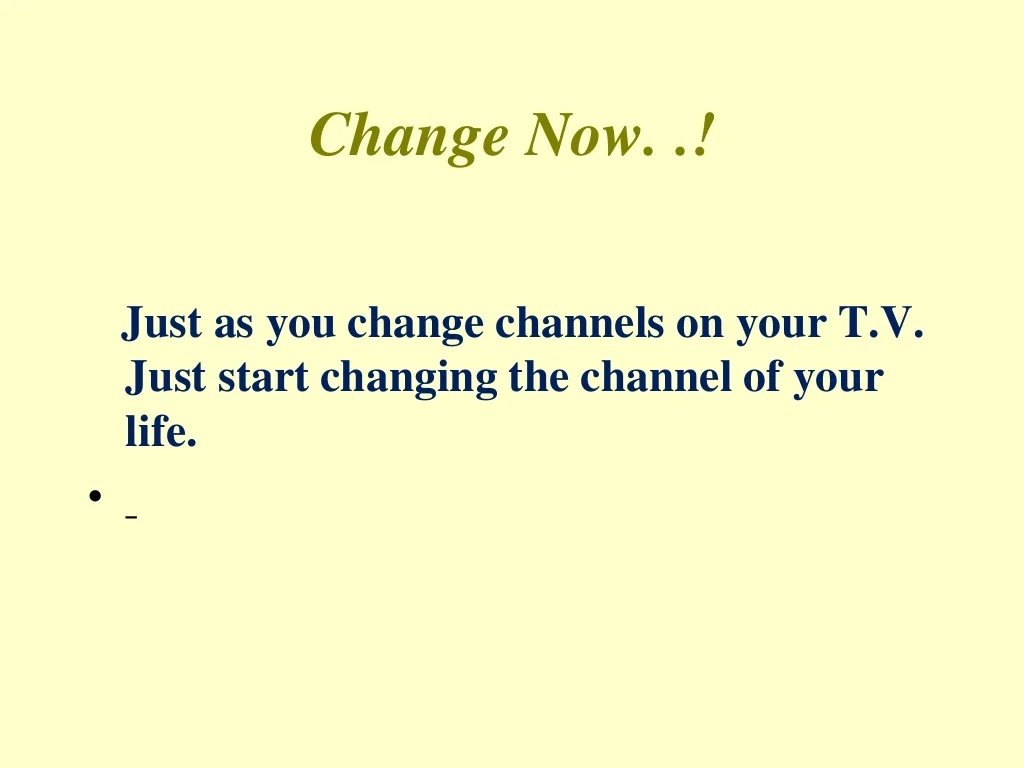 Change Now. .!
Just as you change channels on your T.V.
Just start changing the channel of your
life.
• _